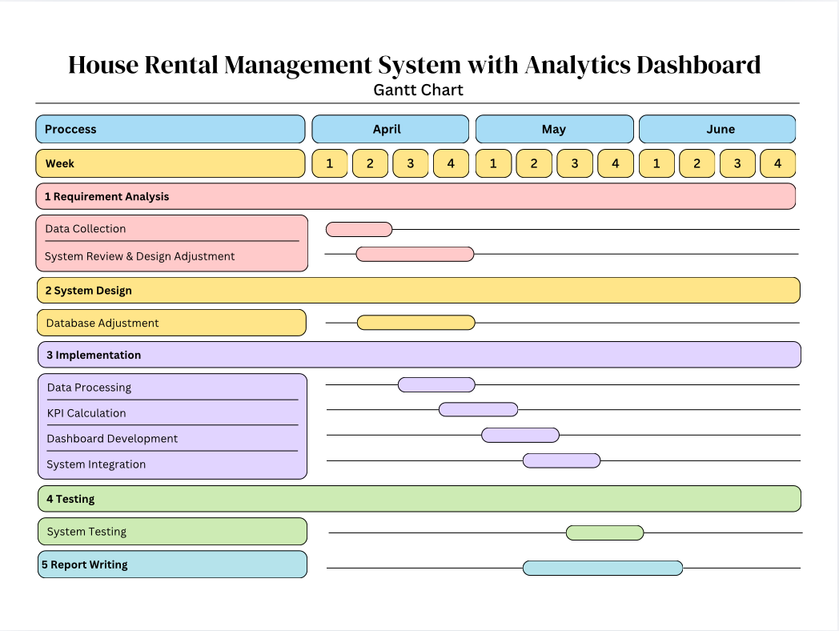 House Rental Management System with Analytics Dashboard
Gantt Chart
Proccess April May June
Week 1 2 3 4 1 2 3 4 1 2 3 4
1 Requirement Analysis
Data Collection
System Review & Design Adjustment
2 System Design
Database Adjustment
3 Implementation
Data Processing
KPI Calculation
Dashboard Development
System Integration
4 Testing
System Testing
5 Report Writing